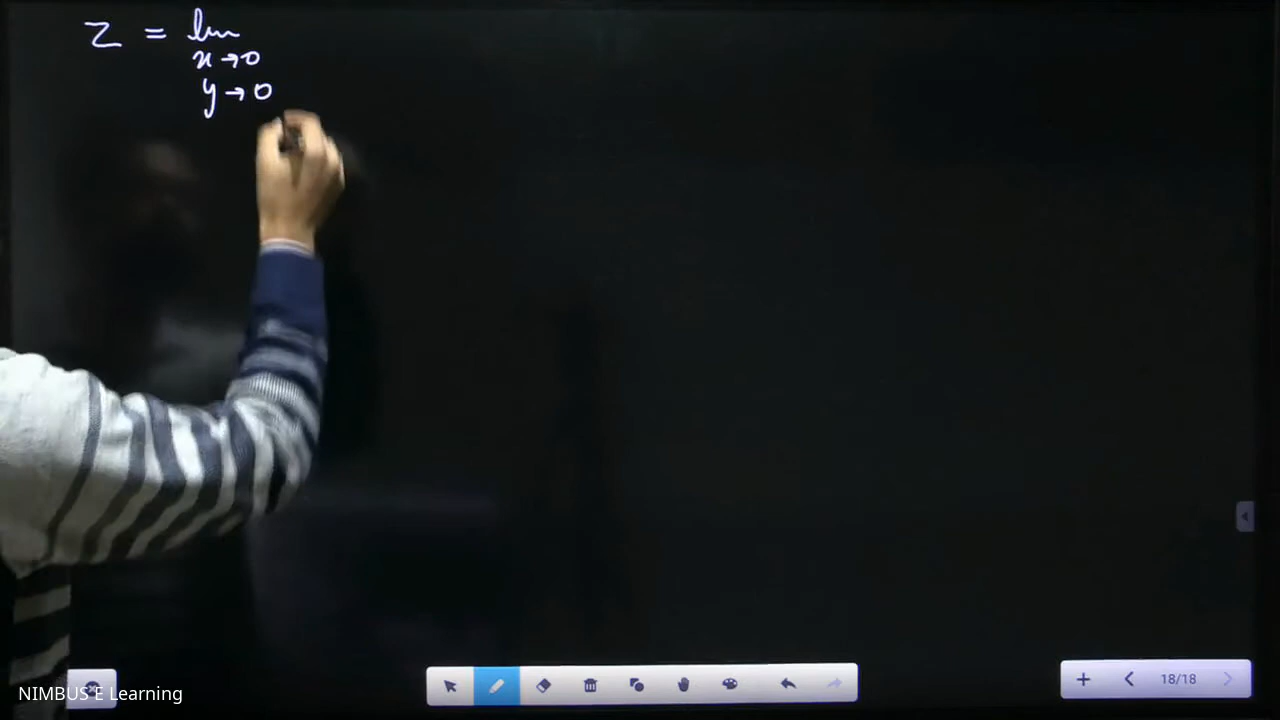 z = lim
x → 0
y → 0
18/18
NIMBUS E Learning